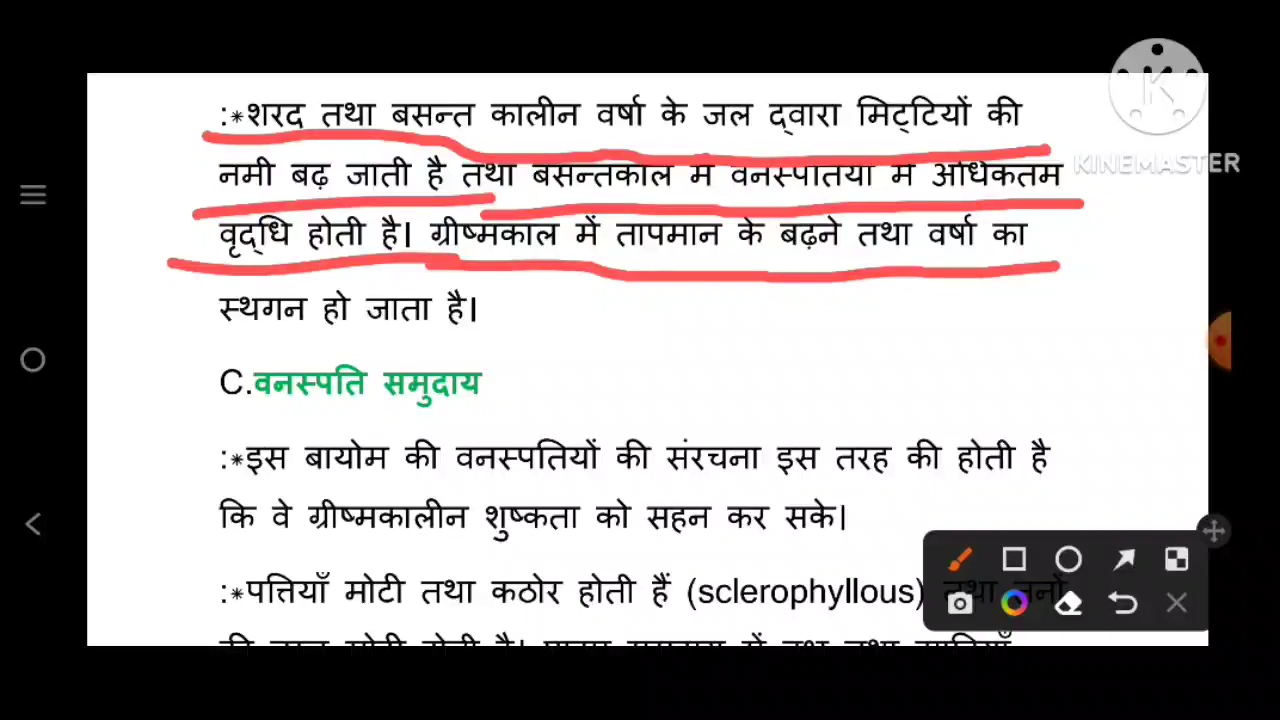 :*शरद तथा बसन्त कालीन वर्षा के जल द्वारा मिट्टियों की
KINEMASTER
नमी बढ़ जाती है तथा बसन्तकाल में वनस्पतियों में अधिकतम
वृद्धि होती है। ग्रीष्मकाल में तापमान के बढ़ने तथा वर्षा का
स्थगन हो जाता है।
C.वनस्पति समुदाय
:*इस बायोम की वनस्पतियों की संरचना इस तरह की होती है
कि वे ग्रीष्मकालीन शुष्कता को सहन कर सके।
:*पत्तियाँ मोटी तथा कठोर होती हैं (sclerophyllous) तथा